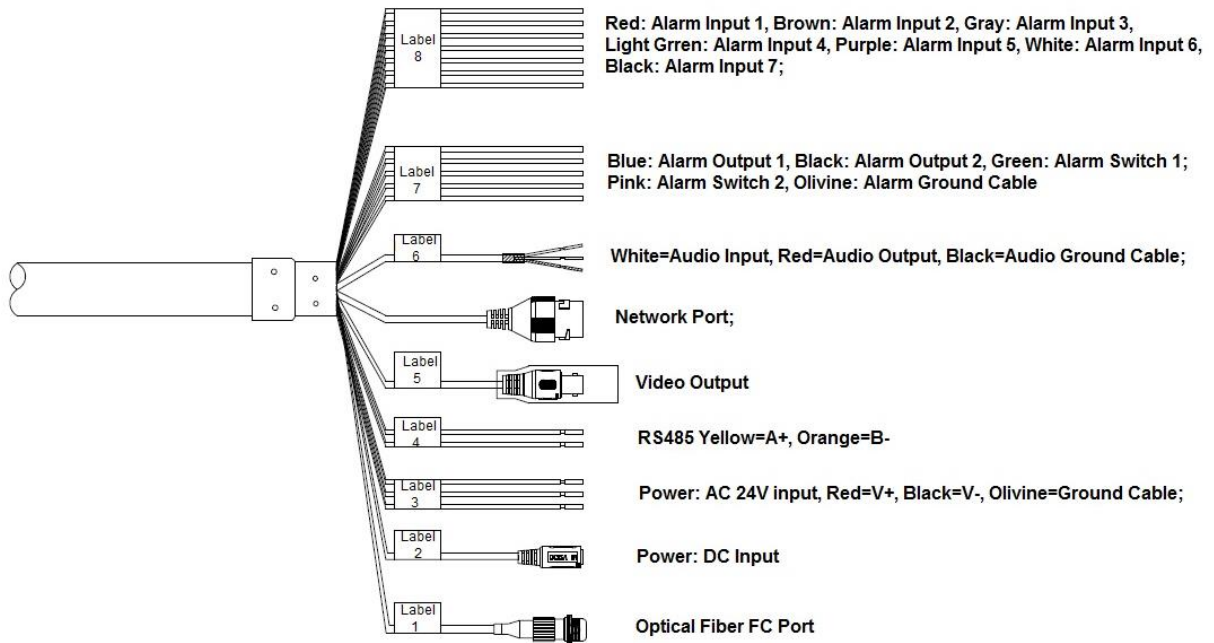 Label
8
Red: Alarm Input 1, Brown: Alarm Input 2, Gray: Alarm Input 3,
Light Grren: Alarm Input 4, Purple: Alarm Input 5, White: Alarm Input 6,
Black: Alarm Input 7;
Label
7
Blue: Alarm Output 1, Black: Alarm Output 2, Green: Alarm Switch 1;
Pink: Alarm Switch 2, Olivine: Alarm Ground Cable
Label
6
White=Audio Input, Red=Audio Output, Black=Audio Ground Cable;
Network Port;
Label
5
Video Output
Label
4
RS485 Yellow=A+, Orange=B-
Label
3
Power: AC 24V input, Red=V+, Black=V-, Olivine=Ground Cable;
Label
2
Power: DC Input
Label
1
Optical Fiber FC Port